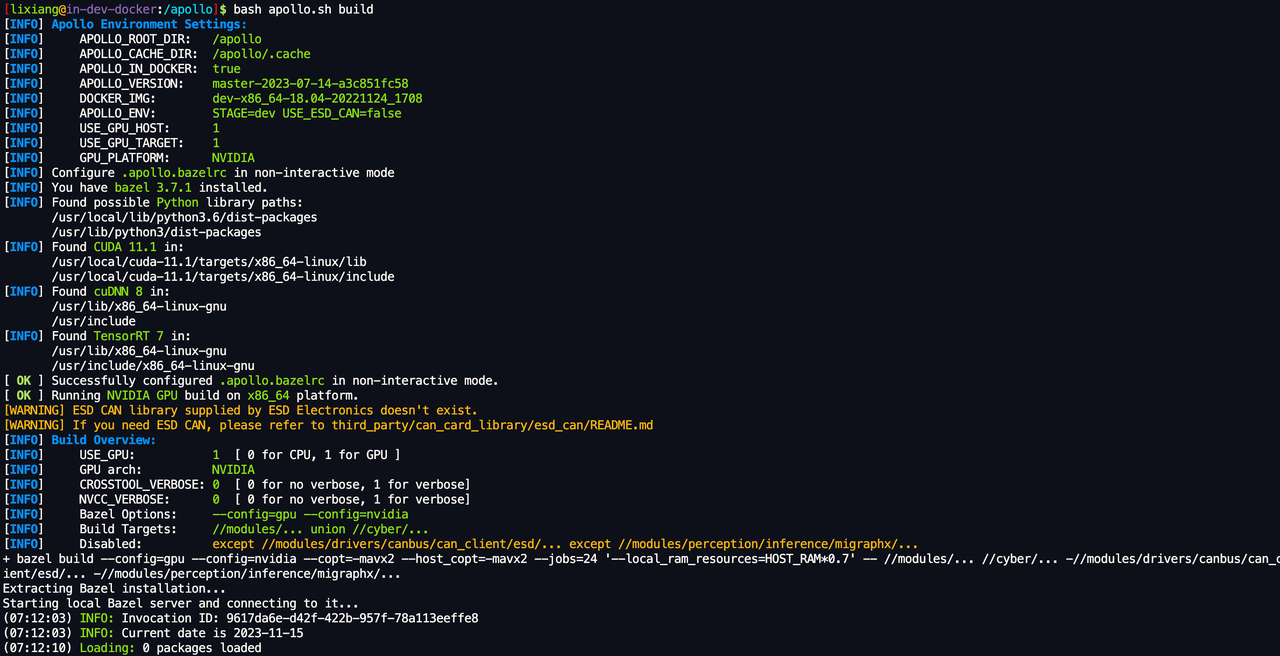 [lixiang@in-dev-docker:/apollo]$ bash apollo.sh build
[INFO] Apollo Environment Settings:
[INFO]     APOLLO_ROOT_DIR:   /apollo
[INFO]     APOLLO_CACHE_DIR:  /apollo/.cache
[INFO]     APOLLO_IN_DOCKER:  true
[INFO]     APOLLO_VERSION:    master-2023-07-14-a3c851fc58
[INFO]     DOCKER_IMG:        dev-x86_64-18.04-20221124_1708
[INFO]     APOLLO_ENV:        STAGE=dev USE_ESD_CAN=false
[INFO]     USE_GPU_HOST:      1
[INFO]     USE_GPU_TARGET:    1
[INFO]     GPU_PLATFORM:      NVIDIA
[INFO] Configure .apollo.bazelrc in non-interactive mode
[INFO] You have bazel 3.7.1 installed.
[INFO] Found possible Python library paths:
       /usr/local/lib/python3.6/dist-packages
       /usr/lib/python3/dist-packages
[INFO] Found CUDA 11.1 in:
       /usr/local/cuda-11.1/targets/x86_64-linux/lib
       /usr/local/cuda-11.1/targets/x86_64-linux/include
[INFO] Found cuDNN 8 in:
       /usr/lib/x86_64-linux-gnu
       /usr/include
[INFO] Found TensorRT 7 in:
       /usr/lib/x86_64-linux-gnu
       /usr/include/x86_64-linux-gnu
[ OK ] Successfully configured .apollo.bazelrc in non-interactive mode.
[ OK ] Running NVIDIA GPU build on x86_64 platform.
[WARNING] ESD CAN library supplied by ESD Electronics doesn't exist.
[WARNING] If you need ESD CAN, please refer to third_party/can_card_library/esd_can/README.md
[INFO] Build Overview:
[INFO]     USE_GPU:           1  [ 0 for CPU, 1 for GPU ]
[INFO]     GPU arch:          NVIDIA
[INFO]     CROSSTOOL_VERBOSE: 0  [ 0 for no verbose, 1 for verbose]
[INFO]     NVCC_VERBOSE:      0  [ 0 for no verbose, 1 for verbose]
[INFO]     Bazel Options:     --config=gpu --config=nvidia
[INFO]     Build Targets:     //modules/... union //cyber/...
[INFO]     Disabled:          except //modules/drivers/canbus/can_client/esd/... except //modules/perception/inference/migraphx/...
+ bazel build --config=gpu --config=nvidia --copt=-mavx2 --host_copt=-mavx2 --jobs=24 '--local_ram_resources=HOST_RAM*0.7' -- //modules/... //cyber/... -//modules/drivers/canbus/can_c
ient/esd/... -//modules/perception/inference/migraphx/...
Extracting Bazel installation...
Starting local Bazel server and connecting to it...
(07:12:03) INFO: Invocation ID: 9617da6e-d42f-422b-957f-78a113eeffe8
(07:12:03) INFO: Current date is 2023-11-15
(07:12:10) Loading: 0 packages loaded